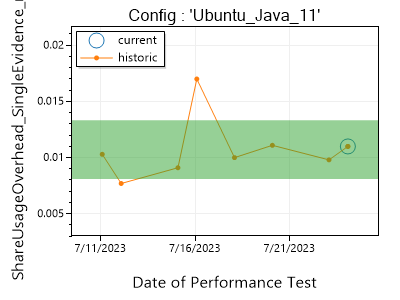 Config : 'Ubuntu_Java_11'
current
historic
0.02
0.015
0.01
0.005
7/11/2023
7/16/2023
7/21/2023
ShareUsageOverhead_SingleEvidence_
Date of Performance Test